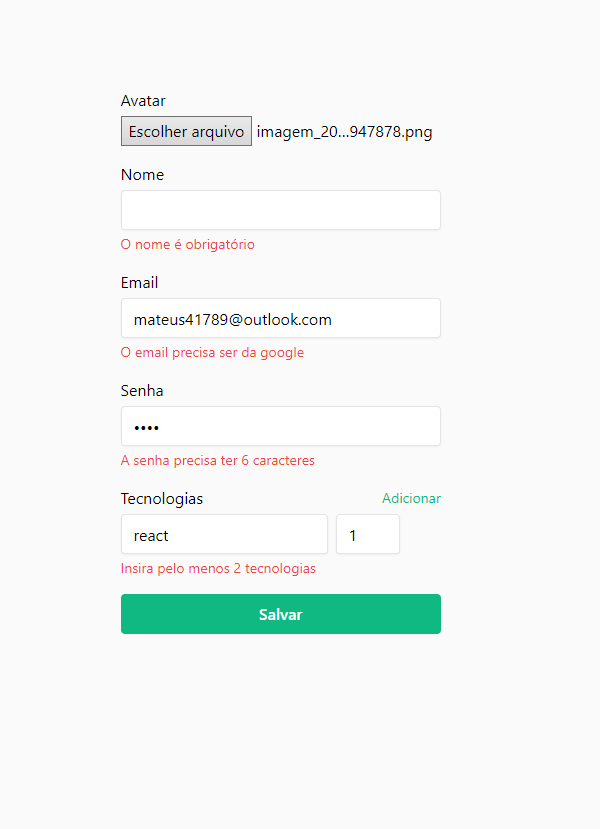 Avatar
Escolher arquivo imagem_20...947878.png
Nome
O nome é obrigatório
Email
mateus41789@outlook.com
O email precisa ser da google
Senha
••••
A senha precisa ter 6 caracteres
Tecnologias Adicionar
react 1
Insira pelo menos 2 tecnologias
Salvar